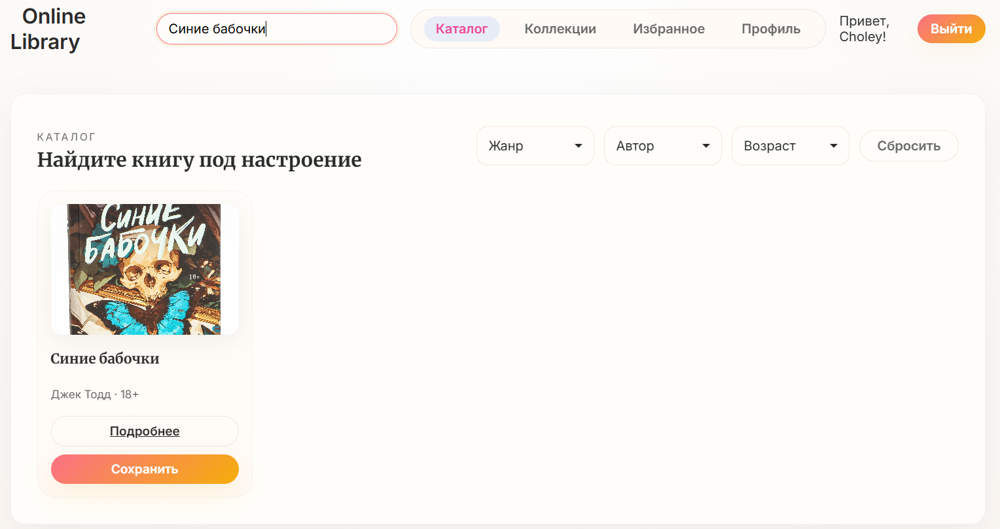 Online
Library
Синие бабочки
Каталог
Коллекции
Избранное
Профиль
Привет,
Choley!
Выйти
КАТАЛОГ
Найдите книгу под настроение
Жанр
Автор
Возраст
Сбросить
СИНИЕ
БАБОЧКИ
18+
Синие бабочки
Джек Тодд · 18+
Подробнее
Сохранить